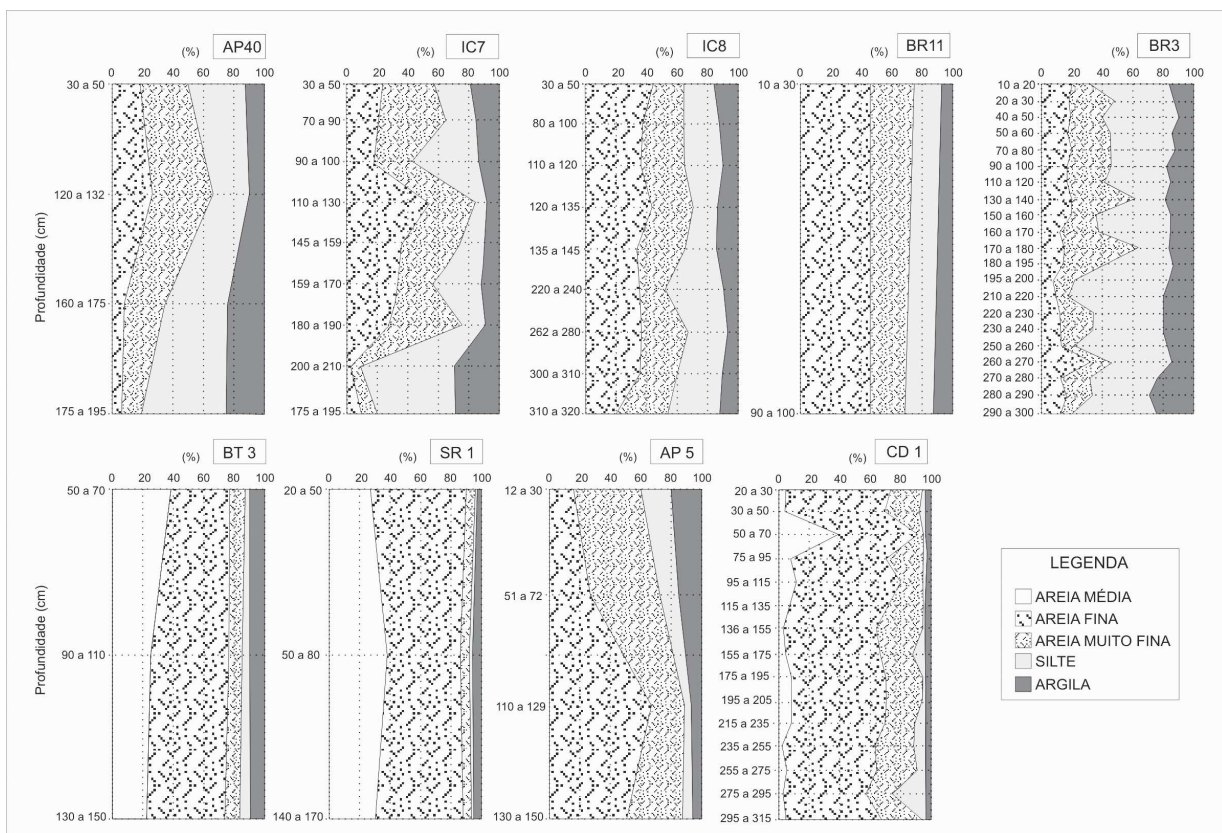 (%) AP40
0 20 40 60 80 100
Profundidade (cm)
30 a 50
120 a 132
160 a 175
175 a 195
(%) IC7
0 20 40 60 80 100
30 a 50
70 a 90
90 a 100
110 a 130
145 a 159
159 a 170
180 a 190
200 a 210
175 a 195
(%) IC8
0 20 40 60 80 100
30 a 50
80 a 100
110 a 120
120 a 135
135 a 145
220 a 240
262 a 280
300 a 310
310 a 320
(%) BR11
0 20 40 60 80 100
10 a 30
90 a 100
(%) BR3
0 20 40 60 80 100
10 a 20
20 a 30
40 a 50
50 a 60
70 a 80
90 a 100
110 a 120
130 a 140
150 a 160
160 a 170
170 a 180
180 a 195
195 a 200
210 a 220
220 a 230
230 a 240
250 a 260
260 a 270
270 a 280
280 a 290
290 a 300
(%) BT 3
0 20 40 60 80 100
Profundidade (cm)
50 a 70
90 a 110
130 a 150
(%) SR 1
0 20 40 60 80 100
20 a 50
50 a 80
140 a 170
(%) AP 5
0 20 40 60 80 100
12 a 30
51 a 72
110 a 129
130 a 150
(%) CD 1
0 20 40 60 80 100
20 a 30
30 a 50
50 a 70
75 a 95
95 a 115
115 a 135
136 a 155
155 a 175
175 a 195
195 a 205
215 a 235
235 a 255
255 a 275
275 a 295
295 a 315
LEGENDA
AREIA MÉDIA
AREIA FINA
AREIA MUITO FINA
SILTE
ARGILA